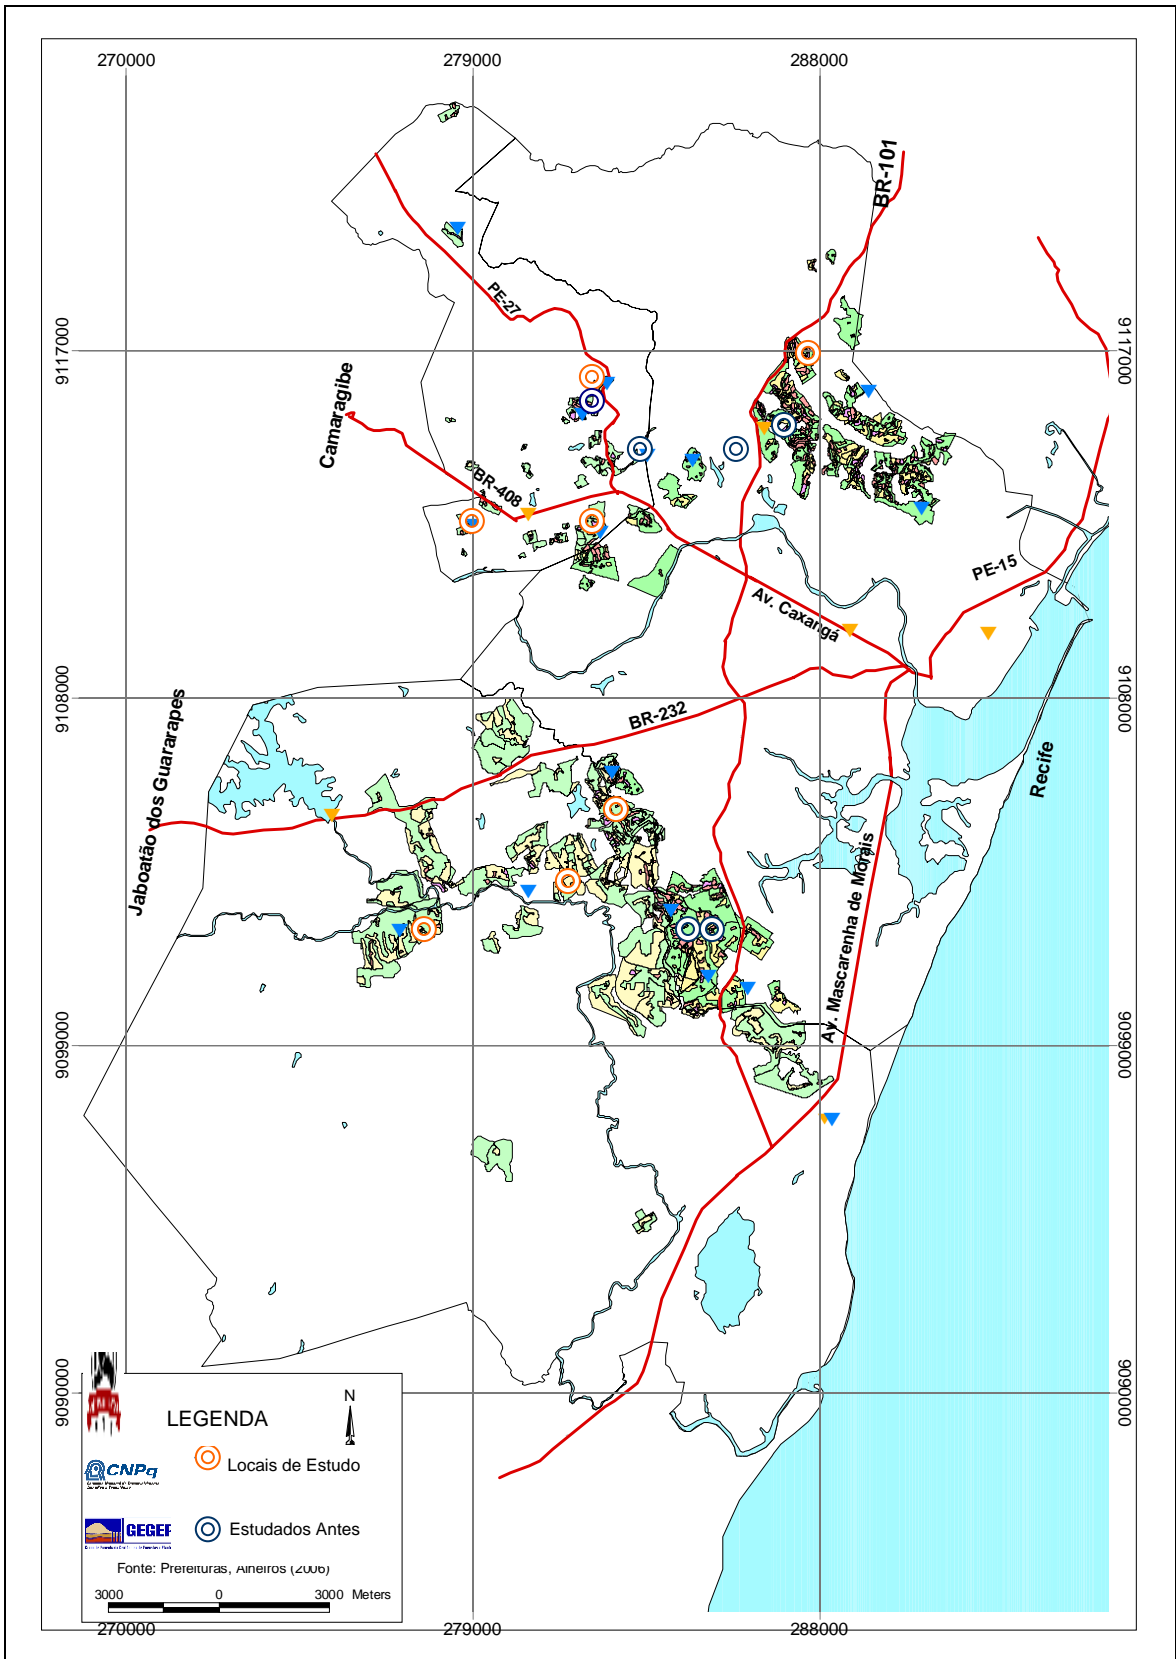 270000 279000 288000
BR-101
PE-27
9117000
9117000
Camaragibe
BR-408
PE-15
Av. Caxangá
9108000
9108000
BR-232
Jaboatão dos Guararapes
Recife
Av. Mascarenha de Morais
9099000
9099000
9090000
9090000
N
LEGENDA
CNPq
Locais de Estudo
GEGEP
Estudados Antes
Fonte: Prefeituras, Alheiros (2006)
3000 0 3000 Meters
270000 279000 288000